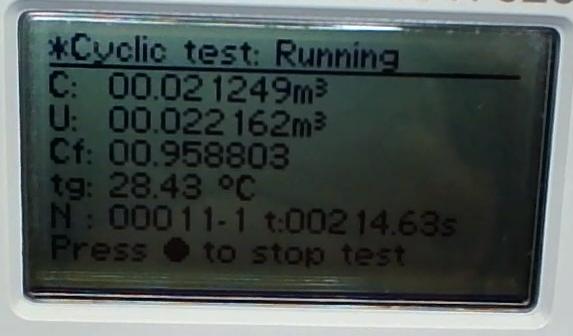 *Cyclic test: Running
C: 00.021249m³
U: 00.022162m³
Cf: 00.958803
tg: 28.43 °C
N : 00011-1 t:00214.63s
Press ● to stop test